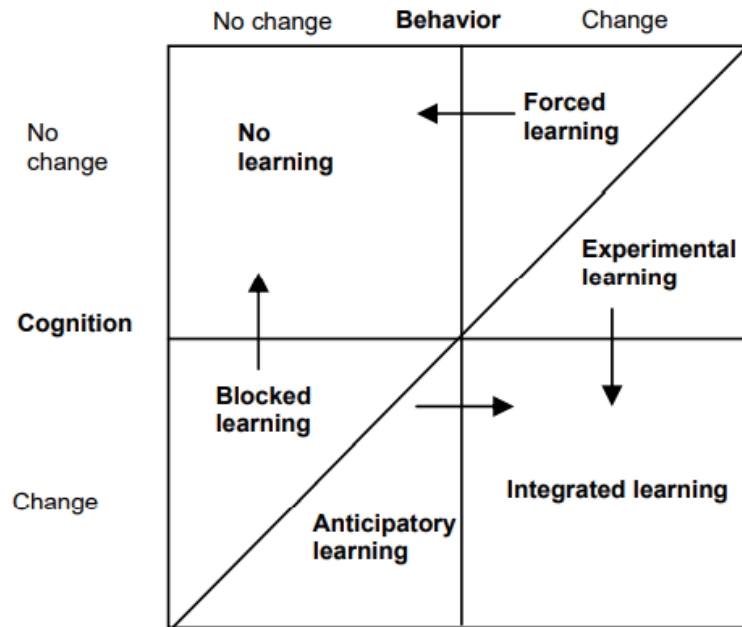 No change Behavior Change
No
change
No
learning
Forced
learning
Experimental
learning
Cognition
Blocked
learning
Change
Anticipatory
learning
Integrated learning